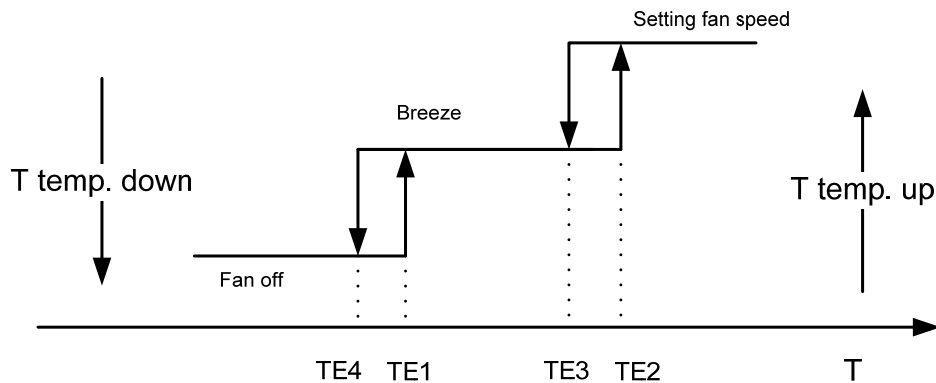 Setting fan speed
Breeze
T temp. down
T temp. up
Fan off
TE4 TE1 TE3 TE2 T